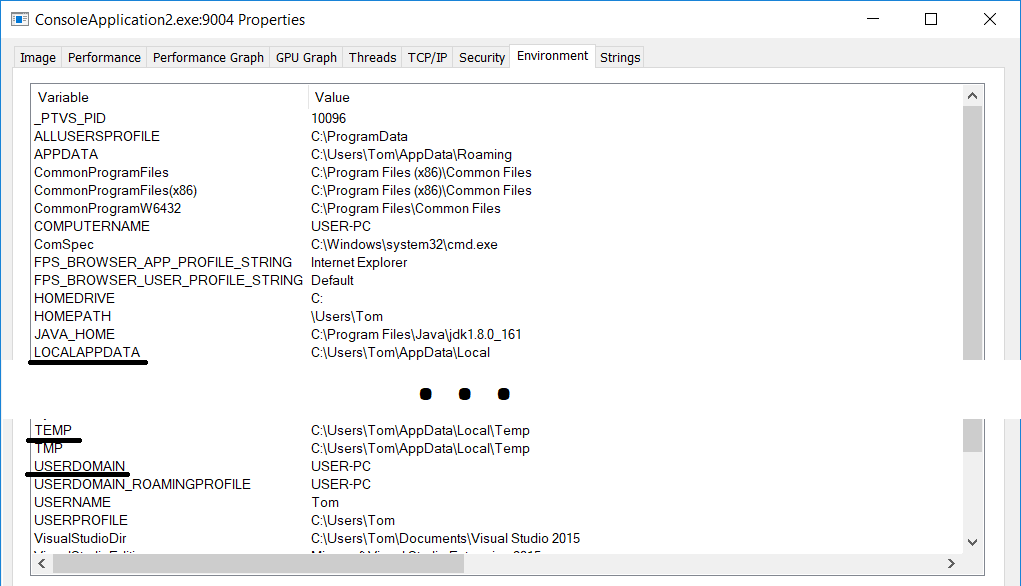 ConsoleApplication2.exe:9004 Properties
Image Performance Performance Graph GPU Graph Threads TCP/IP Security Environment Strings
Variable Value
_PTVS_PID 10096
ALLUSERSPROFILE C:\ProgramData
APPDATA C:\Users\Tom\AppData\Roaming
CommonProgramFiles C:\Program Files (x86)\Common Files
CommonProgramFiles(x86) C:\Program Files (x86)\Common Files
CommonProgramW6432 C:\Program Files\Common Files
COMPUTERNAME USER-PC
ComSpec C:\Windows\system32\cmd.exe
FPS_BROWSER_APP_PROFILE_STRING Internet Explorer
FPS_BROWSER_USER_PROFILE_STRING Default
HOMEDRIVE C:
HOMEPATH \Users\Tom
JAVA_HOME C:\Program Files\Java\jdk1.8.0_161
LOCALAPPDATA C:\Users\Tom\AppData\Local
• • •
TEMP C:\Users\Tom\AppData\Local\Temp
TMP C:\Users\Tom\AppData\Local\Temp
USERDOMAIN USER-PC
USERDOMAIN_ROAMINGPROFILE USER-PC
USERNAME Tom
USERPROFILE C:\Users\Tom
VisualStudioDir C:\Users\Tom\Documents\Visual Studio 2015